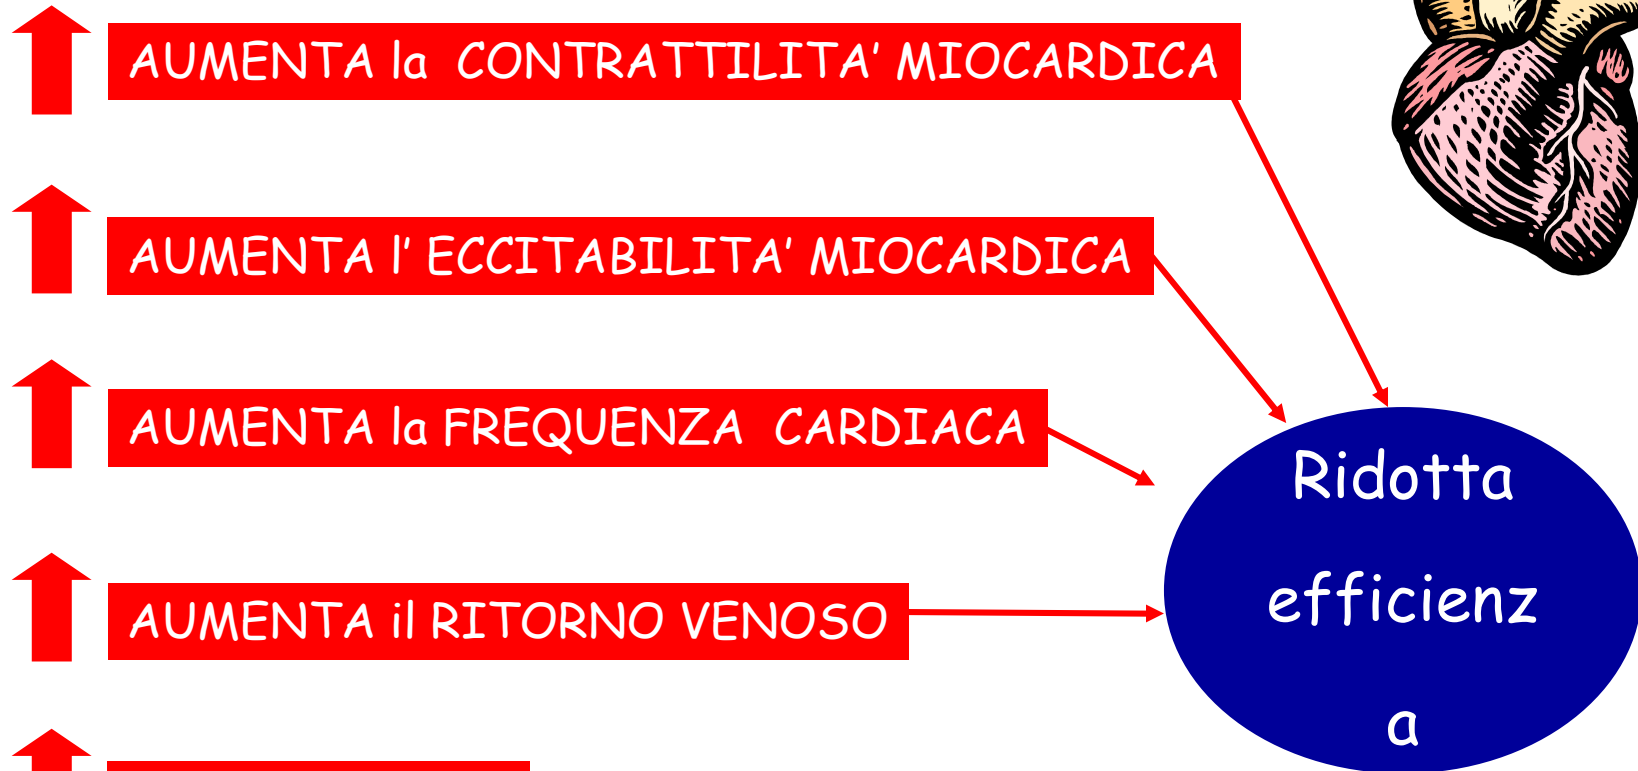 AUMENTA la CONTRATTILITA' MIOCARDICA
AUMENTA l' ECCITABILITA' MIOCARDICA
AUMENTA la FREQUENZA CARDIACA
AUMENTA il RITORNO VENOSO
Ridotta
efficienz
a